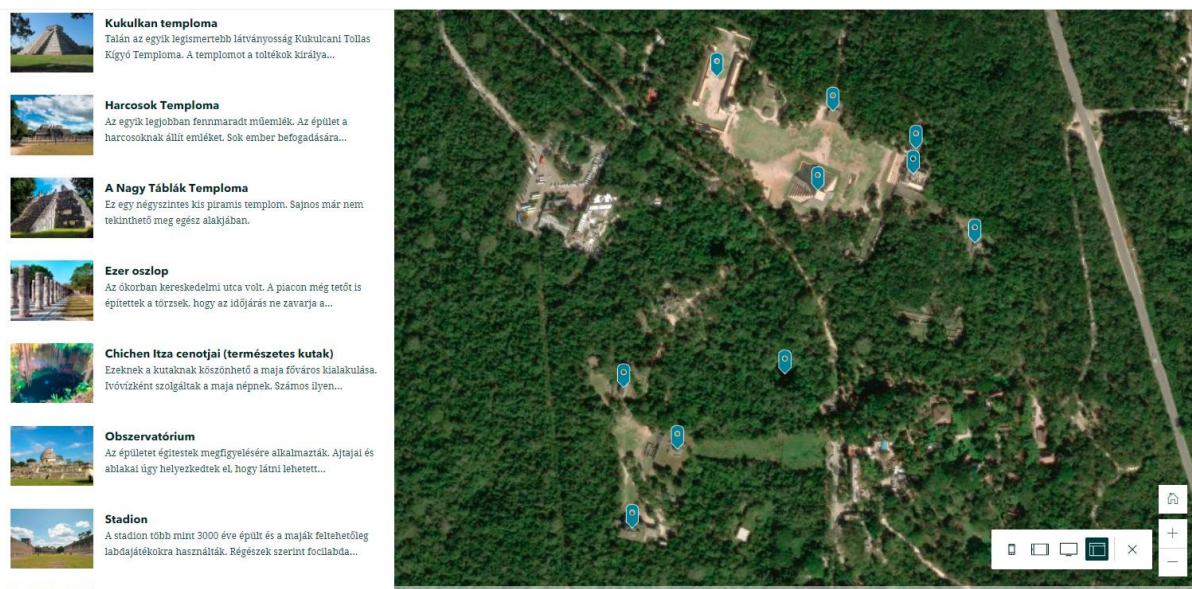 Kukulkan temploma
Talán az egyik legismertebb látványosság Kukulcani Tollas
Kígyó Temploma. A templomot a toltékok királya...
Harcosok Temploma
Az egyik legjobban fennmaradt műemlék. Az épület a
harcosoknak állít emléket. Sok ember befogadására...
A Nagy Táblák Temploma
Ez egy négyszintes kis piramis templom. Sajnos már nem
tekinthető meg egész alakjában.
Ezer oszlop
Az ókorban kereskedelmi utca volt. A piacon még tetőt is
építettek a törzsek, hogy az időjárás ne zavarja a...
Chichen Itza cenotjai (természetes kutak)
Ezeknek a kutaknak köszönhető a maja főváros kialakulása.
Ivóvízként szolgáltak a maja népnek. Számos ilyen...
Obszervatórium
Az épületet égitestek megfigyelésére alkalmazták. Ajtajai és
ablakai úgy helyezkedtek el, hogy látni lehetett...
Stadion
A stadion több mint 3000 éve épült és a maják feltehetőleg
labdajátékokra használták. Régészek szerint focilabda...